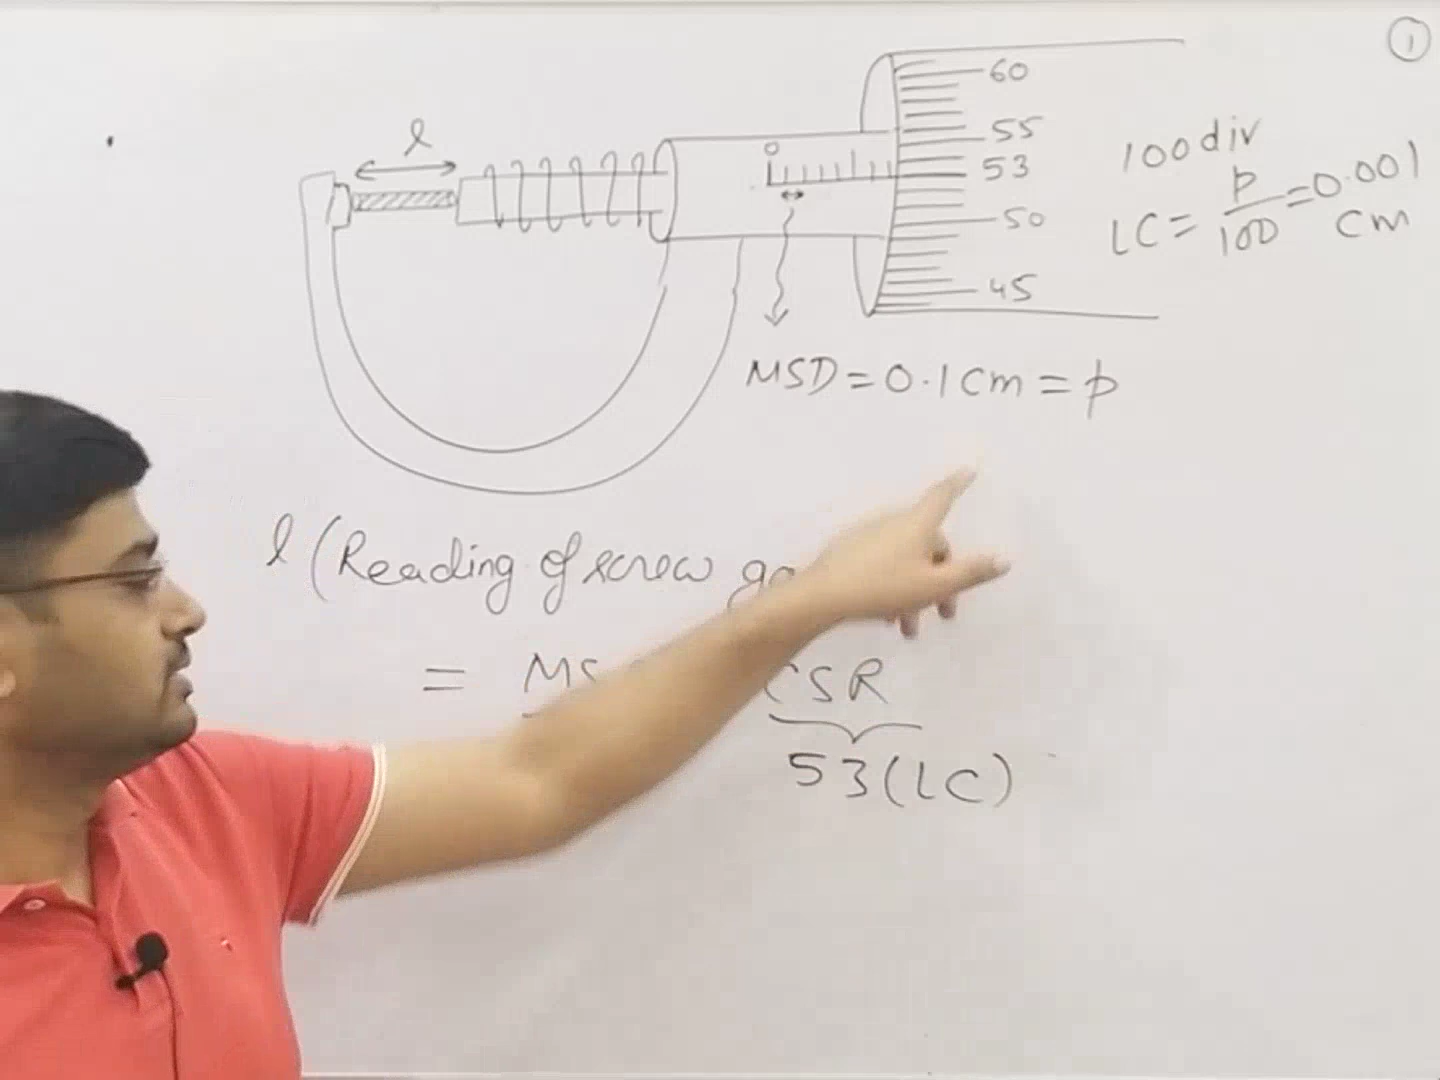 1
l
0
60
55
53
50
45
100 div
LC = p/100 = 0.001 cm
MSD = 0.1 cm = p
l (Reading of screw
= CSR
53 (LC)